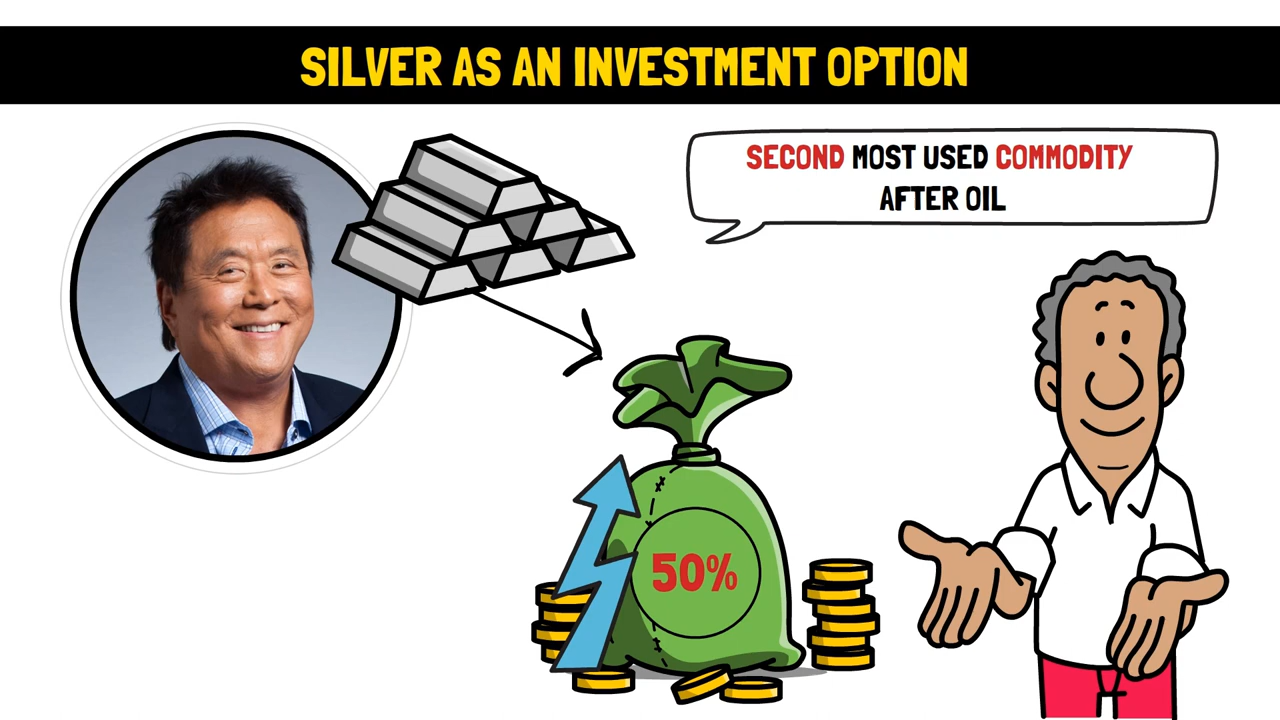 SILVER AS AN INVESTMENT OPTION
SECOND MOST USED COMMODITY
AFTER OIL
50%